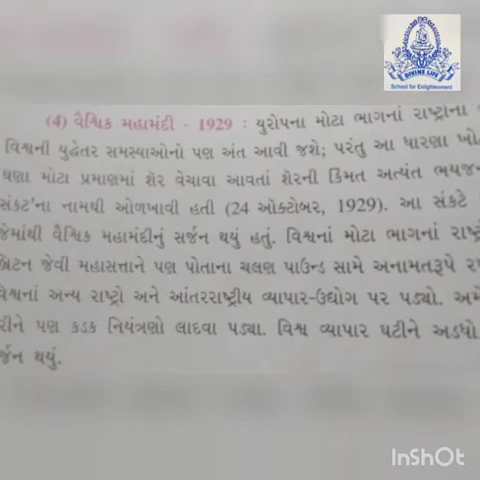 DIVINE LIFE
School for Enlightenment
(4) વૈશ્વિક મહામંદી - 1929 : યુરોપના મોટા ભાગનાં રાષ્ટ્રોના
વિશ્વની યુદ્ધેતર સમસ્યાઓનો પણ અંત આવી જશે; પરંતુ આ ધારણા ખો
ઘણા મોટા પ્રમાણમાં શૅર વેચાવા આવતાં શૅરની કિંમત અત્યંત ભયજન
સંકટ'ના નામથી ઓળખાવી હતી (24 ઑક્ટોબર, 1929). આ સંકટે
જેમાંથી વૈશ્વિક મહામંદીનું સર્જન થયું હતું. વિશ્વનાં મોટા ભાગનાં રાષ્ટ્રો
બ્રિટન જેવી મહાસત્તાને પણ પોતાના ચલણ પાઉન્ડ સામે અનામતરૂપે
વિશ્વનાં અન્ય રાષ્ટ્રો અને આંતરરાષ્ટ્રીય વ્યાપાર-ઉદ્યોગ પર પડ્યો. અમે
રીને પણ કડક નિયંત્રણો લાદવા પડ્યા. વિશ્વ વ્યાપાર ઘટીને અડધો
ર્જન થયું.
InShOt